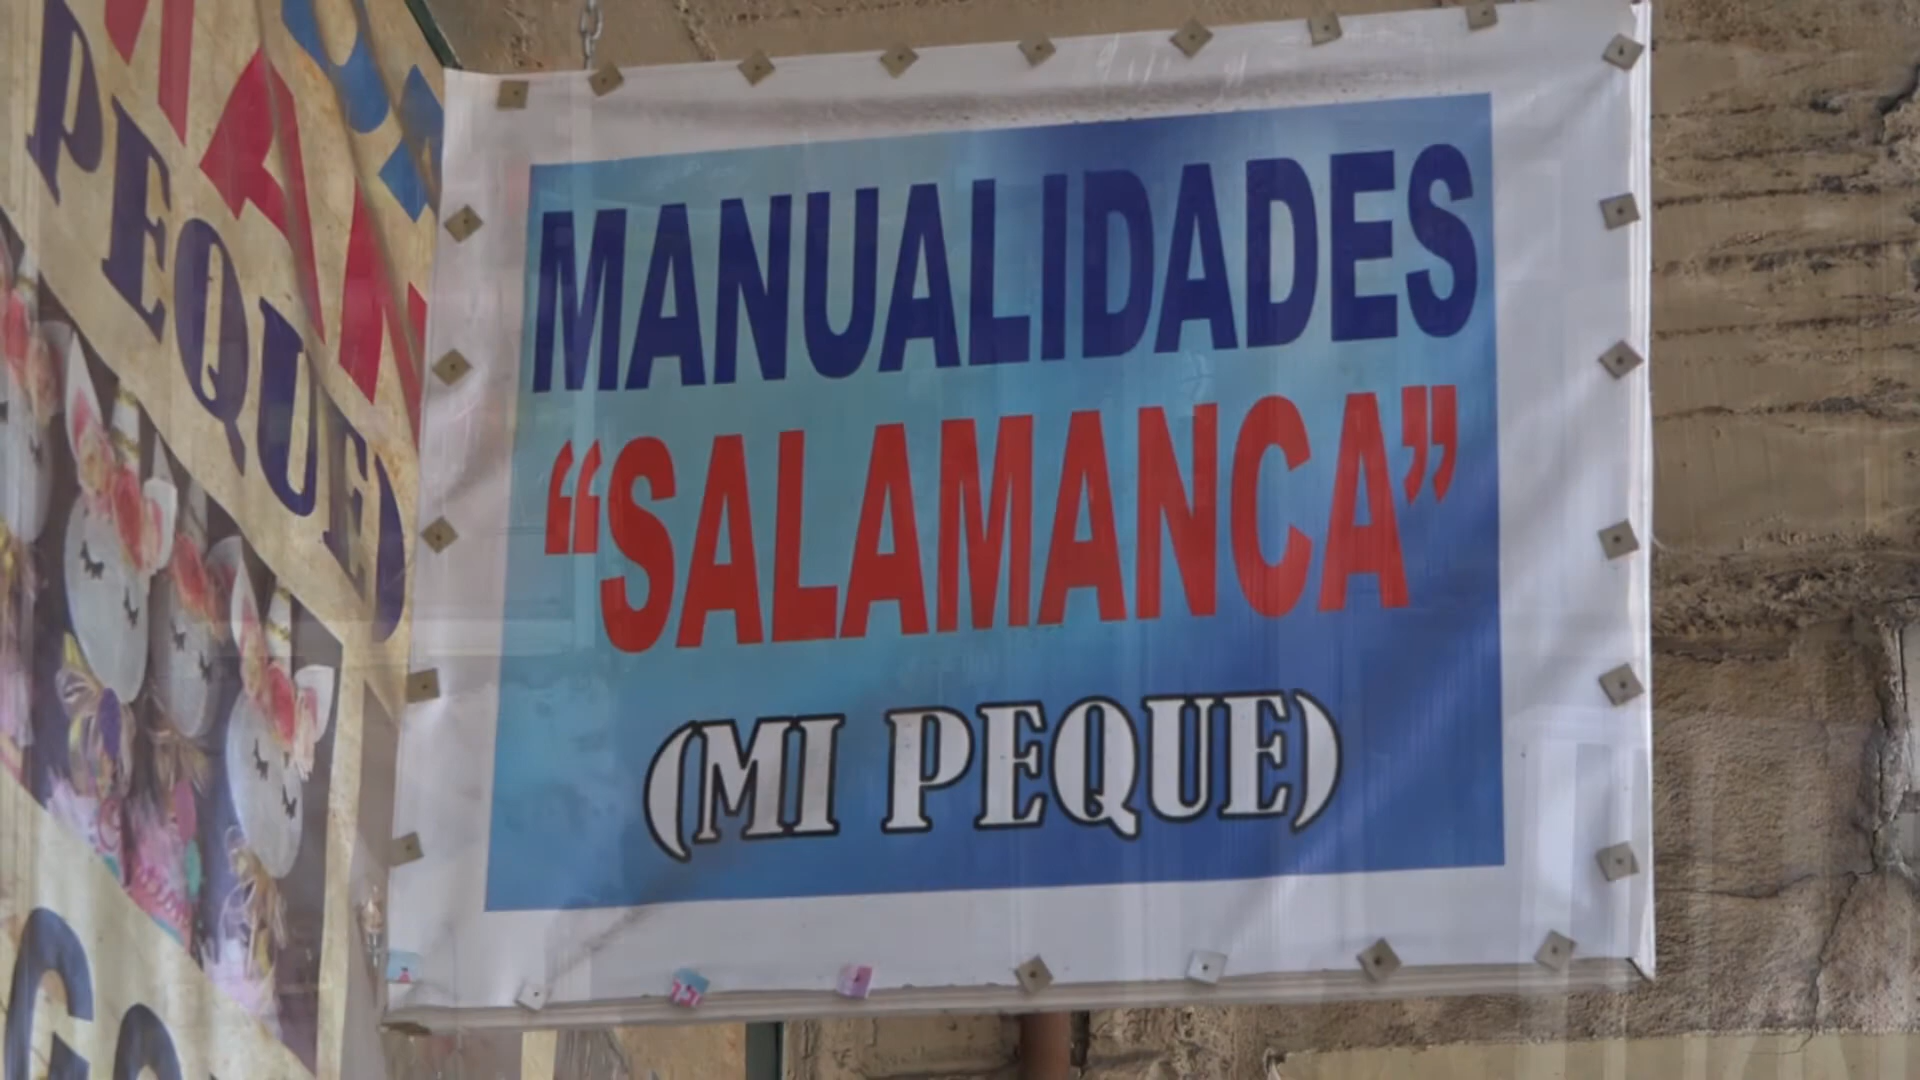 MANUALIDADES
“SALAMANCA”
(MI PEQUE)
PEQUE)